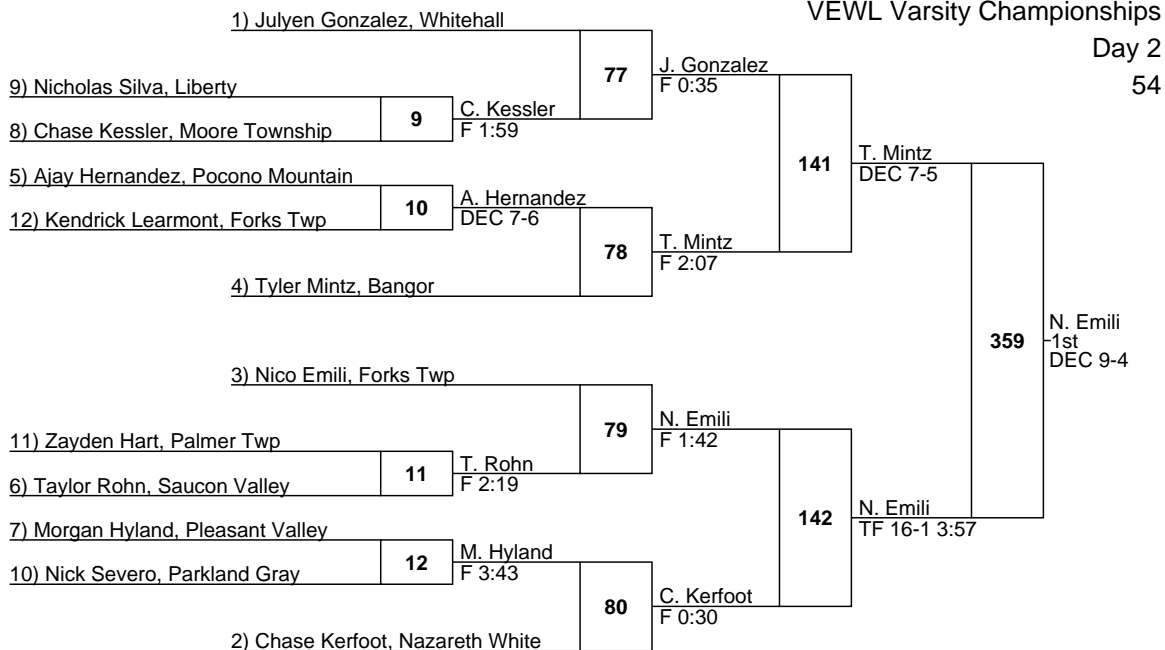 VEWL Varsity Championships
Day 2
54
1) Julyen Gonzalez, Whitehall
77
J. Gonzalez
F 0:35
9) Nicholas Silva, Liberty
9
C. Kessler
F 1:59
8) Chase Kessler, Moore Township
141
T. Mintz
DEC 7-5
5) Ajay Hernandez, Pocono Mountain
10
A. Hernandez
DEC 7-6
12) Kendrick Learmont, Forks Twp
78
T. Mintz
F 2:07
4) Tyler Mintz, Bangor
359
N. Emili
1st
DEC 9-4
3) Nico Emili, Forks Twp
79
N. Emili
F 1:42
11) Zayden Hart, Palmer Twp
11
T. Rohn
F 2:19
6) Taylor Rohn, Saucon Valley
142
N. Emili
TF 16-1 3:57
7) Morgan Hyland, Pleasant Valley
12
M. Hyland
F 3:43
10) Nick Severo, Parkland Gray
80
C. Kerfoot
F 0:30
2) Chase Kerfoot, Nazareth White